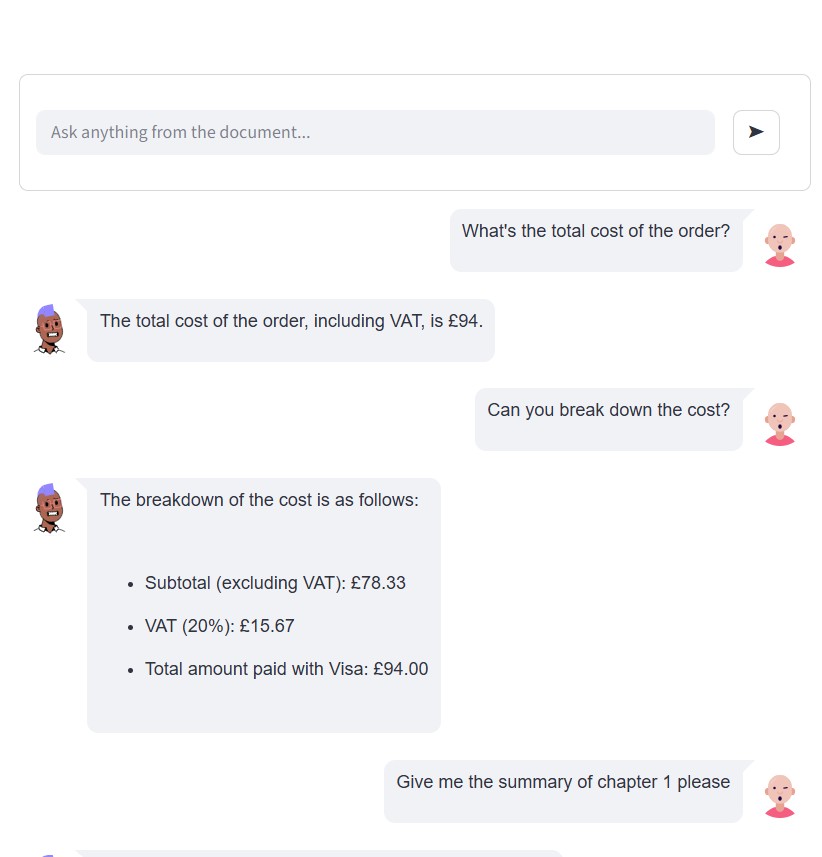 Ask anything from the document...
What's the total cost of the order?
The total cost of the order, including VAT, is £94.
Can you break down the cost?
The breakdown of the cost is as follows:
• Subtotal (excluding VAT): £78.33
• VAT (20%): £15.67
• Total amount paid with Visa: £94.00
Give me the summary of chapter 1 please